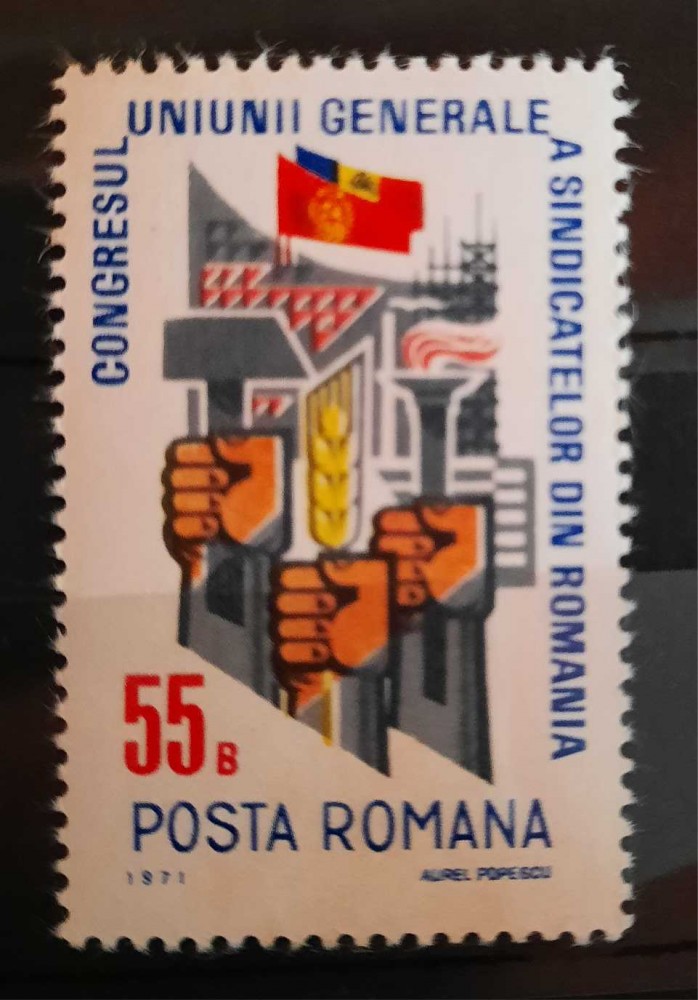 CONGRESUL
UNIUNII GENERALE
A SINDICATELOR DIN ROMANIA
55 B
POSTA ROMANA
1971
AUREL POPESCU